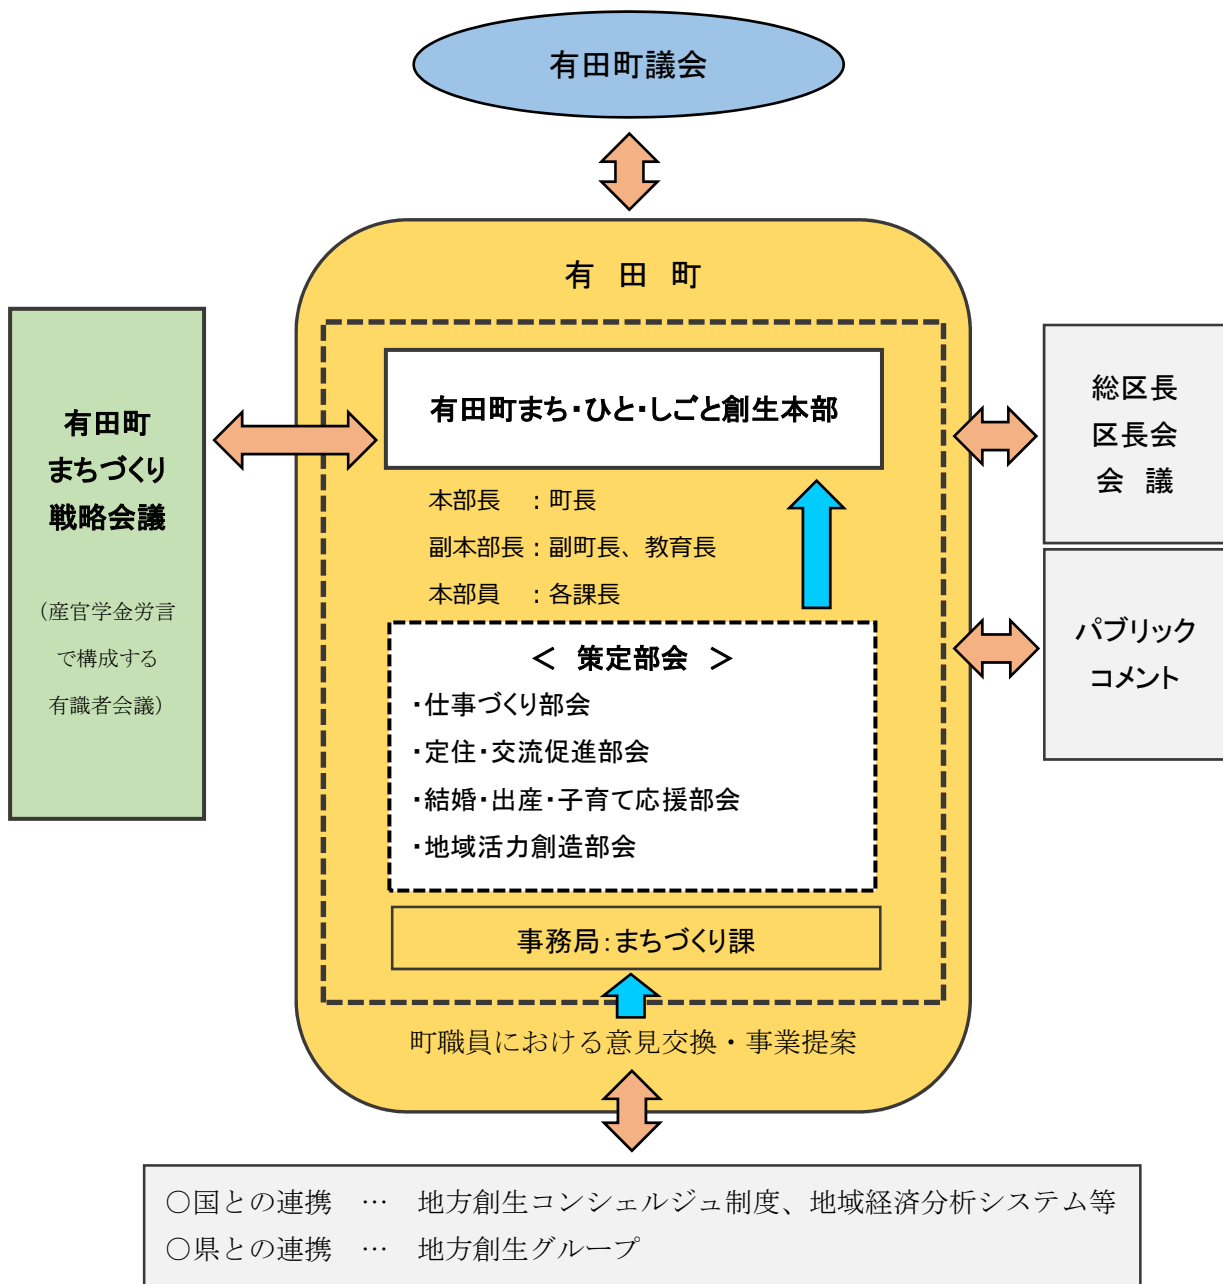 有田町議会
有 田 町
有田町まち・ひと・しごと創生本部
本部長 ：町長
副本部長：副町長、教育長
本部員 ：各課長
＜ 策定部会 ＞
・仕事づくり部会
・定住・交流促進部会
・結婚・出産・子育て応援部会
・地域活力創造部会
事務局：まちづくり課
町職員における意見交換・事業提案
有田町
まちづくり
戦略会議
（産官学金労言
で構成する
有識者会議）
総区長
区長会
会 議
パブリック
コメント
○国との連携 … 地方創生コンシェルジュ制度、地域経済分析システム等
○県との連携 … 地方創生グループ